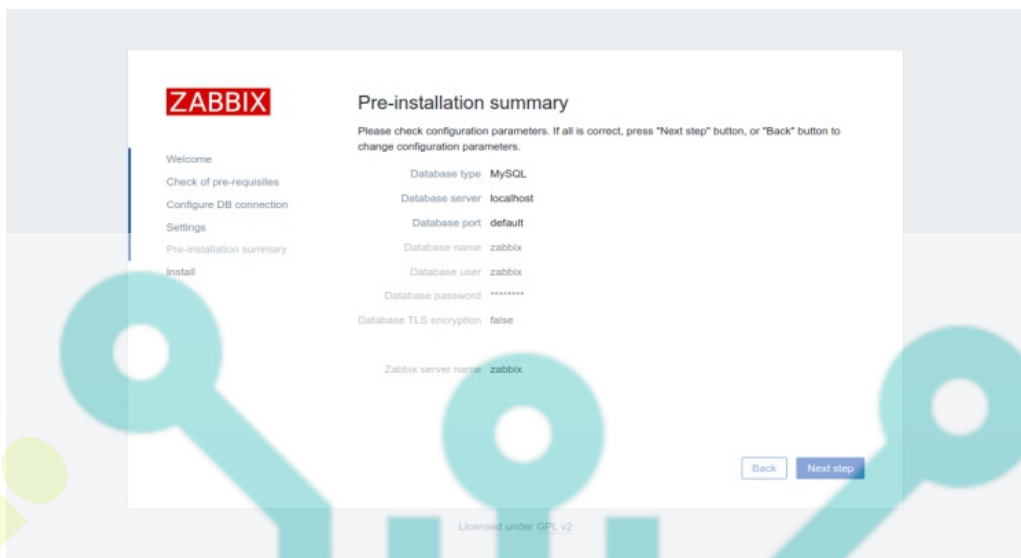 ZABBIX
Welcome
Check of pre-requisites
Configure DB connection
Settings
Pre-installation summary
Install
Pre-installation summary
Please check configuration parameters. If all is correct, press "Next step" button, or "Back" button to
change configuration parameters.
Database type MySQL
Database server localhost
Database port default
Database name zabbix
Database user zabbix
Database password ********
Database TLS encryption false
Zabbix server name zabbix
Back Next step
Licensed under GPL v2